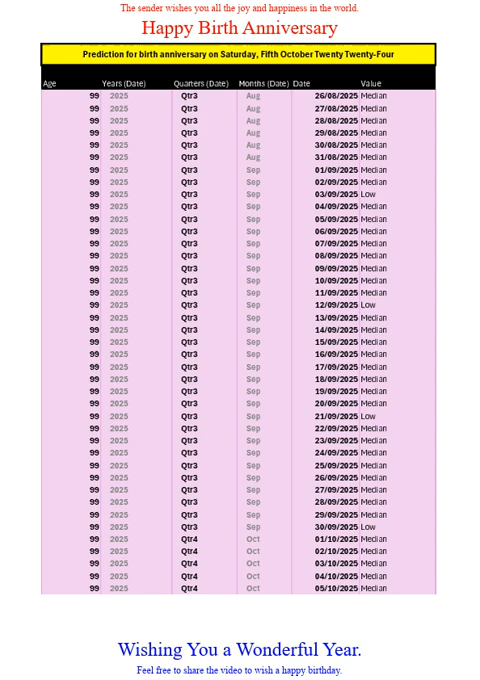 The sender wishes you all the joy and happiness in the world.
Happy Birth Anniversary
Prediction for birth anniversary on Saturday, Fifth October Twenty Twenty-Four
Age Years (Date) Quarters (Date) Months (Date) Date Value
99 2025 Qtr3 Aug 26/08/2025 Median
99 2025 Qtr3 Aug 27/08/2025 Median
99 2025 Qtr3 Aug 28/08/2025 Median
99 2025 Qtr3 Aug 29/08/2025 Median
99 2025 Qtr3 Aug 30/08/2025 Median
99 2025 Qtr3 Aug 31/08/2025 Median
99 2025 Qtr3 Sep 01/09/2025 Median
99 2025 Qtr3 Sep 02/09/2025 Median
99 2025 Qtr3 Sep 03/09/2025 Low
99 2025 Qtr3 Sep 04/09/2025 Median
99 2025 Qtr3 Sep 05/09/2025 Median
99 2025 Qtr3 Sep 06/09/2025 Median
99 2025 Qtr3 Sep 07/09/2025 Median
99 2025 Qtr3 Sep 08/09/2025 Median
99 2025 Qtr3 Sep 09/09/2025 Median
99 2025 Qtr3 Sep 10/09/2025 Median
99 2025 Qtr3 Sep 11/09/2025 Median
99 2025 Qtr3 Sep 12/09/2025 Low
99 2025 Qtr3 Sep 13/09/2025 Median
99 2025 Qtr3 Sep 14/09/2025 Median
99 2025 Qtr3 Sep 15/09/2025 Median
99 2025 Qtr3 Sep 16/09/2025 Median
99 2025 Qtr3 Sep 17/09/2025 Median
99 2025 Qtr3 Sep 18/09/2025 Median
99 2025 Qtr3 Sep 19/09/2025 Median
99 2025 Qtr3 Sep 20/09/2025 Median
99 2025 Qtr3 Sep 21/09/2025 Low
99 2025 Qtr3 Sep 22/09/2025 Median
99 2025 Qtr3 Sep 23/09/2025 Median
99 2025 Qtr3 Sep 24/09/2025 Median
99 2025 Qtr3 Sep 25/09/2025 Median
99 2025 Qtr3 Sep 26/09/2025 Median
99 2025 Qtr3 Sep 27/09/2025 Median
99 2025 Qtr3 Sep 28/09/2025 Median
99 2025 Qtr3 Sep 29/09/2025 Median
99 2025 Qtr3 Sep 30/09/2025 Low
99 2025 Qtr4 Oct 01/10/2025 Median
99 2025 Qtr4 Oct 02/10/2025 Median
99 2025 Qtr4 Oct 03/10/2025 Median
99 2025 Qtr4 Oct 04/10/2025 Median
99 2025 Qtr4 Oct 05/10/2025 Median
Wishing You a Wonderful Year.
Feel free to share the video to wish a happy birthday.